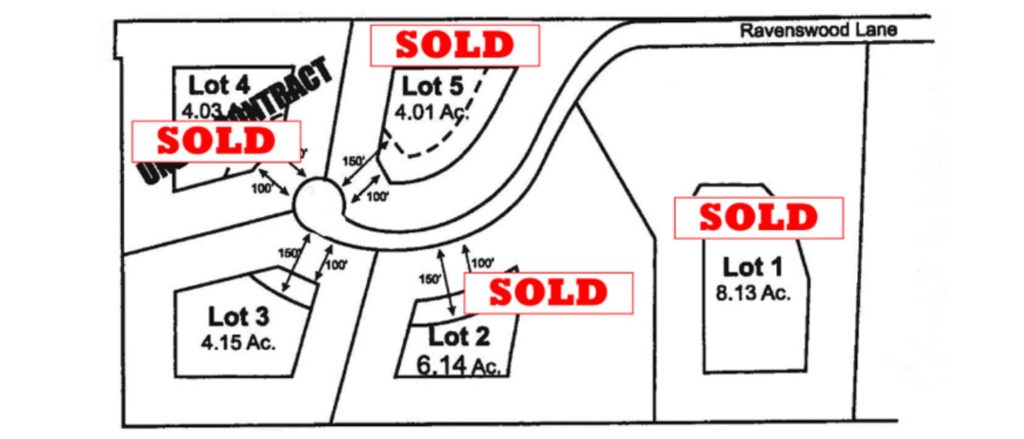 Ravenswood Lane
SOLD
Lot 4
4.03
CONTRACT
SOLD
Lot 5
4.01 Ac.
150'
100'
100'
SOLD
Lot 1
8.13 Ac.
150'
100'
Lot 3
4.15 Ac.
150'
100'
SOLD
Lot 2
6.14 Ac.